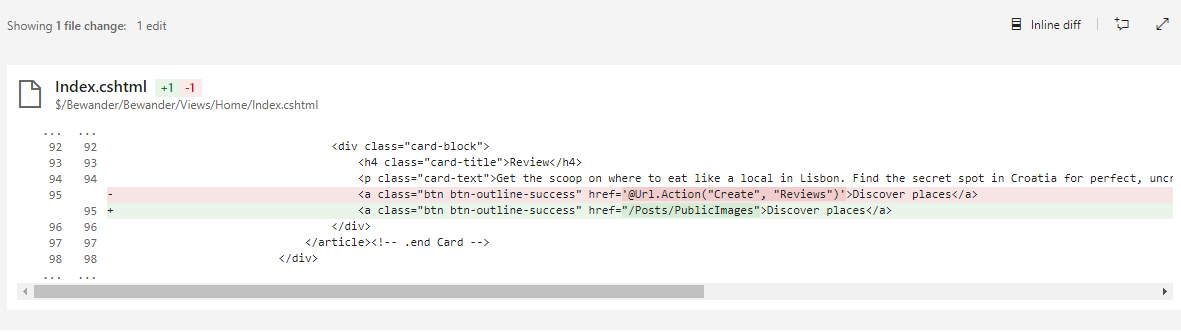 Showing 1 file change: 1 edit
Inline diff
Index.cshtml +1 -1
$/Bewander/Bewander/Views/Home/Index.cshtml
... ...
92 92 <div class="card-block">
93 93 <h4 class="card-title">Review</h4>
94 94 <p class="card-text">Get the scoop on where to eat like a local in Lisbon. Find the secret spot in Croatia for perfect, uncr
95 - <a class="btn btn-outline-success" href='@Url.Action("Create", "Reviews")'>Discover places</a>
95 + <a class="btn btn-outline-success" href="/Posts/PublicImages">Discover places</a>
96 96 </div>
97 97 </article><!-- .end Card -->
98 98 </div>
... ...